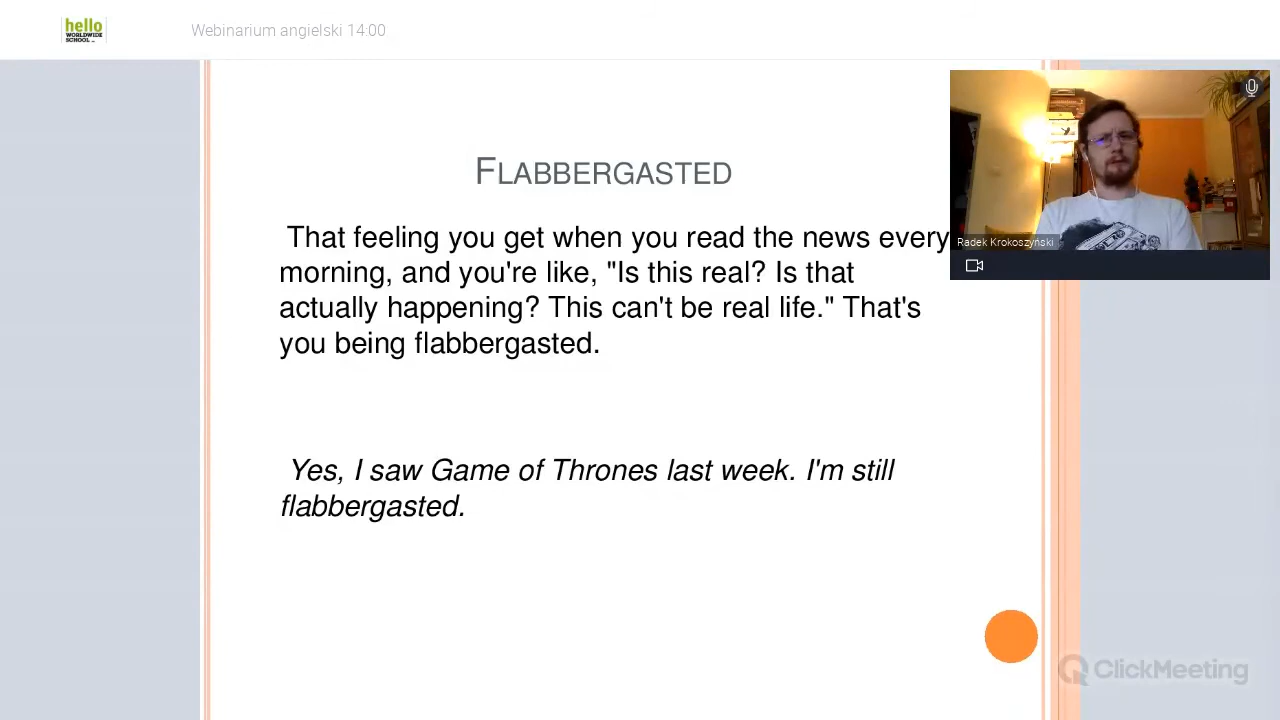 hello
WORLDWIDE
SCHOOL
Webinarium angielski 14:00
FLABBERGASTED
That feeling you get when you read the news every
morning, and you're like, "Is this real? Is that
actually happening? This can't be real life." That's
you being flabbergasted.
Yes, I saw Game of Thrones last week. I'm still
flabbergasted.
Radek Krokoszyński
ClickMeeting